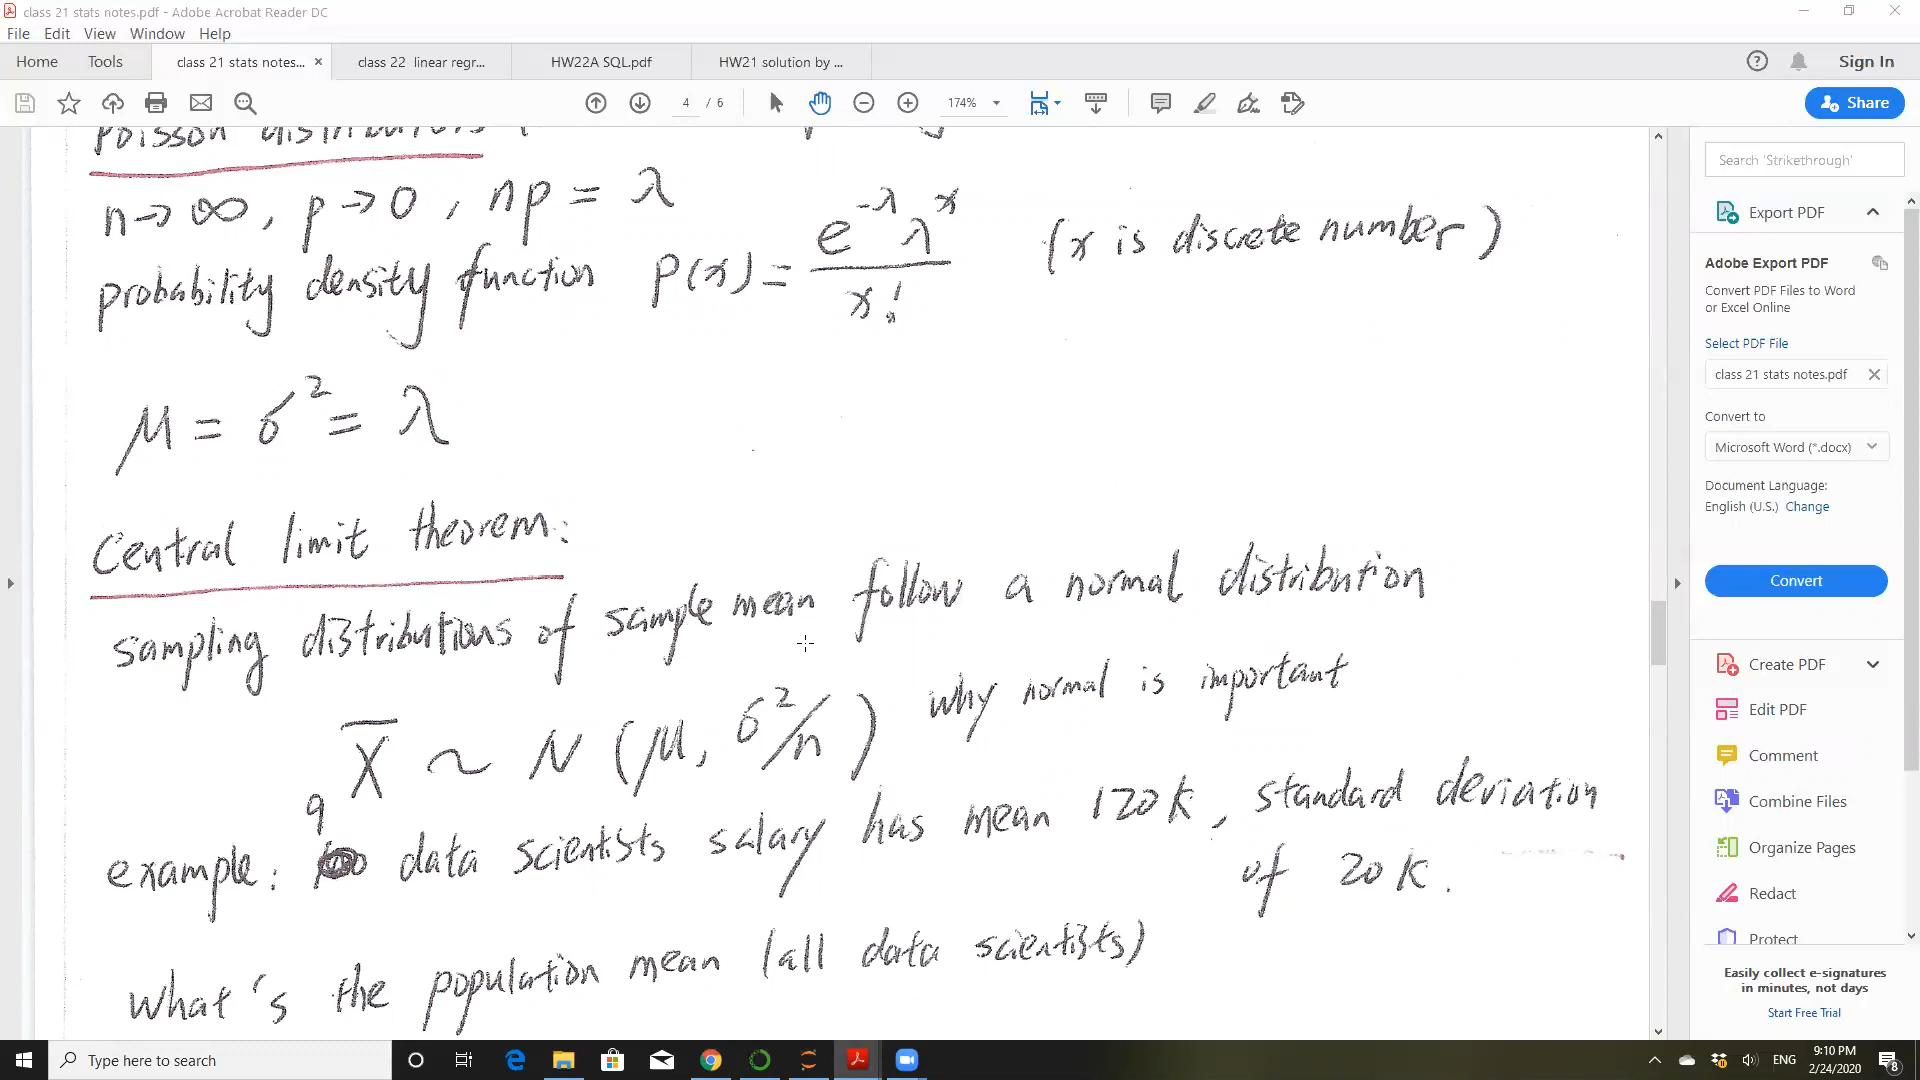 class 21 stats notes.pdf - Adobe Acrobat Reader DC
File Edit View Window Help
Home Tools class 21 stats notes... × class 22 linear regr... HW22A SQL.pdf HW21 solution by ... Sign In
4 / 6 174% Share
Poisson distributions
n→∞, p→0, np = λ
probability density function P(x) = e^-λ λ^x / x! (x is discrete number)
μ = σ² = λ
Central limit theorem:
sampling distributions of sample mean follow a normal distribution
X̄ ~ N (μ, σ²/n) why normal is important
9
example: data scientists salary has mean 120K, standard deviation
of 20K.
What's the population mean (all data scientists)
Search 'Strikethrough'
Export PDF
Adobe Export PDF
Convert PDF Files to Word
or Excel Online
Select PDF File
class 21 stats notes.pdf
Convert to
Microsoft Word (*.docx)
Document Language:
English (U.S.) Change
Convert
Create PDF
Edit PDF
Comment
Combine Files
Organize Pages
Redact
Protect
Easily collect e-signatures
in minutes, not days
Start Free Trial
Type here to search
ENG
9:10 PM
2/24/2020
8